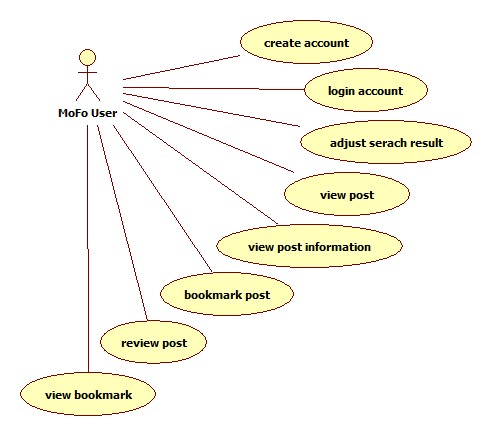 create account
login account
MoFo User
adjust serach result
view post
view post information
bookmark post
review post
view bookmark